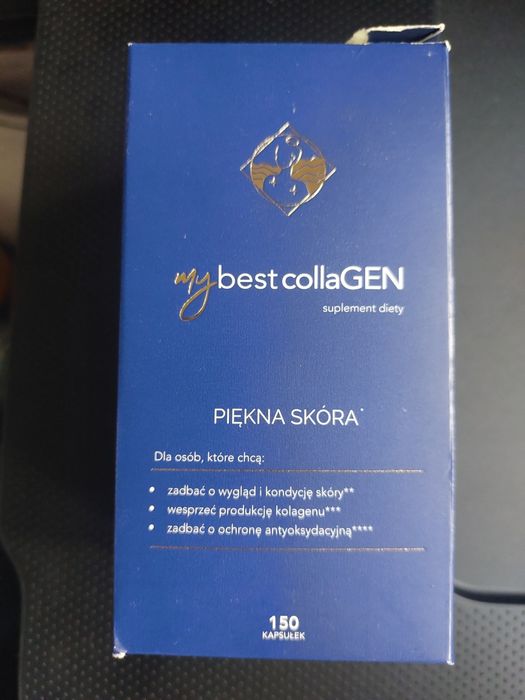 my best collaGEN
suplement diety
PIĘKNA SKÓRA*
Dla osób, które chcą:
• zadbać o wygląd i kondycję skóry**
• wesprzeć produkcję kolagenu***
• zadbać o ochronę antyoksydacyjną****
150
KAPSUŁEK